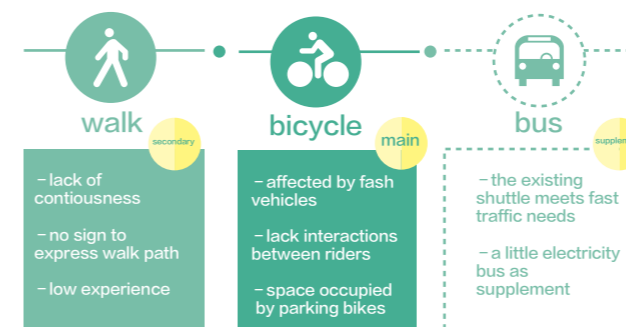 walk
secondary
– lack of
contiousness
– no sign to
express walk path
– low experience
bicycle
main
– affected by fash
vehicles
– lack interactions
between riders
– space occupied
by parking bikes
bus
supplem
– the existing
shuttle meets fast
traffic needs
– a little electricity
bus as
supplement